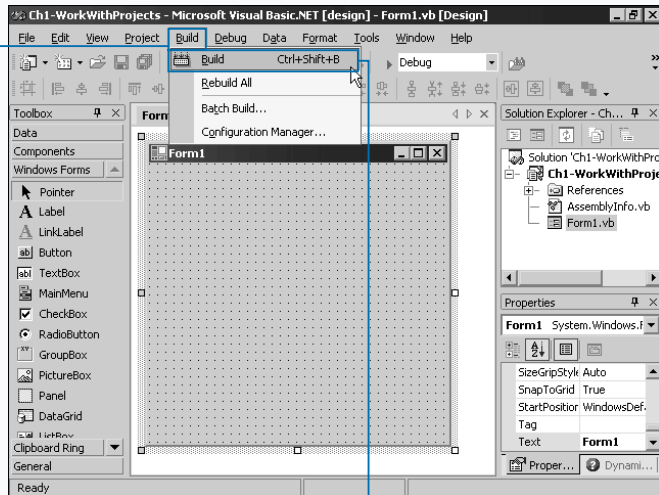 Ch1-WorkWithProjects - Microsoft Visual Basic.NET [design] - Form1.vb [Design]
File Edit View Project Build Debug Data Format Tools Window Help
Debug
Build Ctrl+Shift+B
Rebuild All
Batch Build...
Configuration Manager...
Toolbox
Data
Components
Windows Forms
Pointer
Label
LinkLabel
Button
TextBox
MainMenu
CheckBox
RadioButton
GroupBox
PictureBox
Panel
DataGrid
ListBox
Clipboard Ring
General
Form
Form1
Solution Explorer - Ch...
Solution 'Ch1-WorkWithPro
Ch1-WorkWithProje
References
AssemblyInfo.vb
Form1.vb
Properties
Form1 System.Windows.F
SizeGripStyle Auto
SnapToGrid True
StartPosition WindowsDef
Tag
Text Form1
Proper... Dynami...
Ready